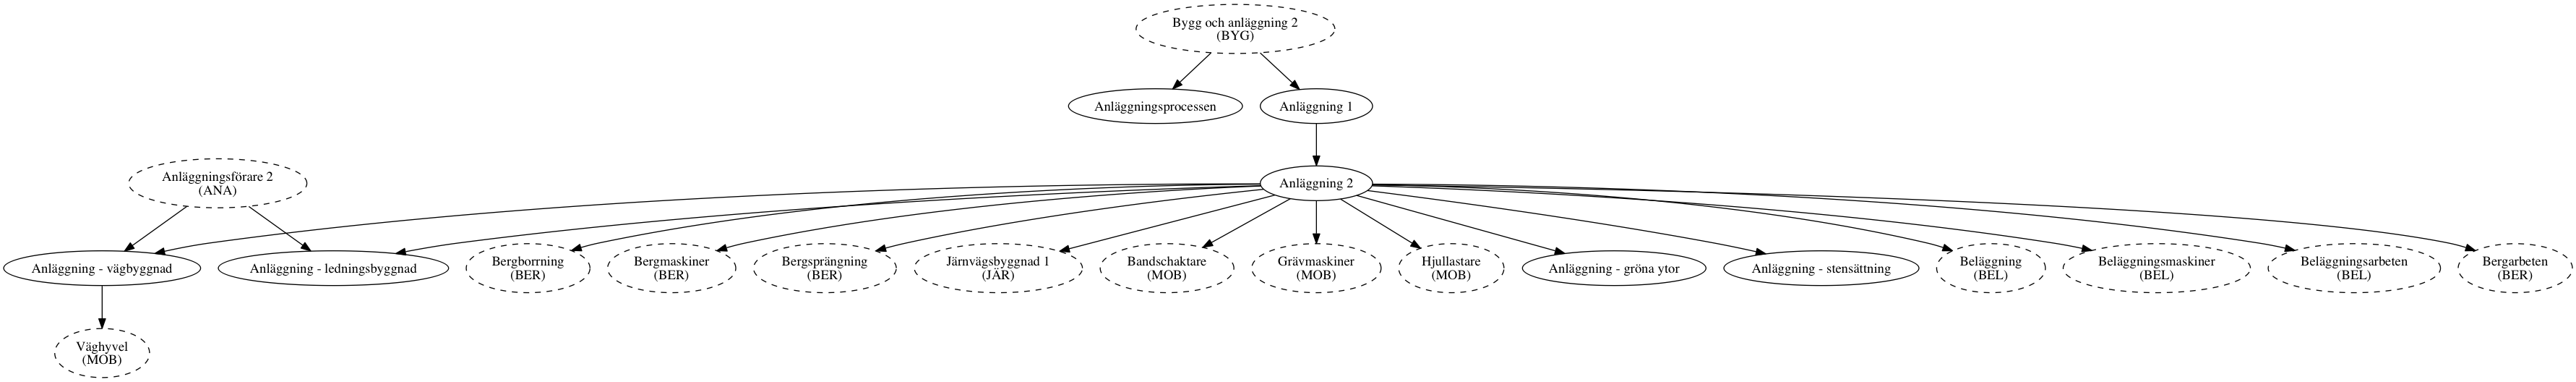 Bygg och anläggning 2
(BYG)
Anläggningsprocessen
Anläggning 1
Anläggningsförare 2
(ANA)
Anläggning 2
Anläggning - vägbyggnad
Anläggning - ledningsbyggnad
Bergborrning
(BER)
Bergmaskiner
(BER)
Bergsprängning
(BER)
Järnvägsbyggnad 1
(JÄR)
Bandschaktare
(MOB)
Grävmaskiner
(MOB)
Hjullastare
(MOB)
Anläggning - gröna ytor
Anläggning - stensättning
Beläggning
(BEL)
Beläggningsmaskiner
(BEL)
Beläggningsarbeten
(BEL)
Bergarbeten
(BER)
Väghyvel
(MOB)